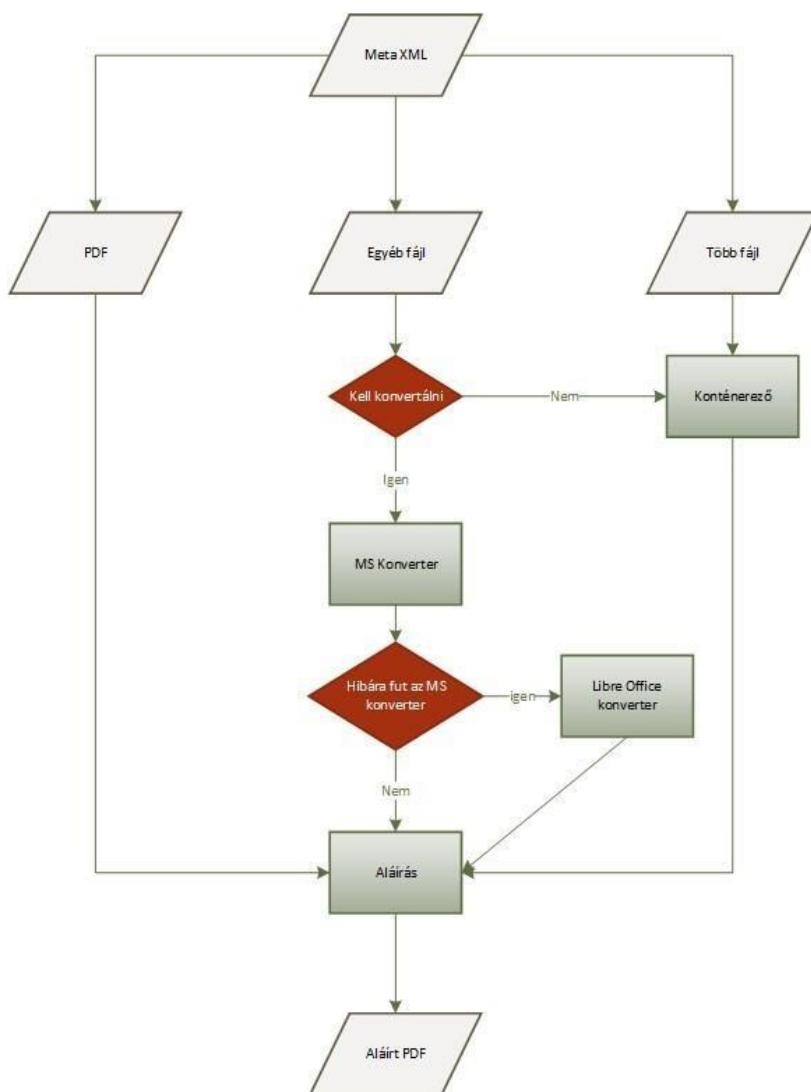 Meta XML
PDF
Egyéb fájl
Több fájl
Kell konvertálni
Nem
Konténerező
Igen
MS Konverter
Hibára fut az MS
konverter
igen
Libre Office
konverter
Nem
Aláírás
Aláírt PDF